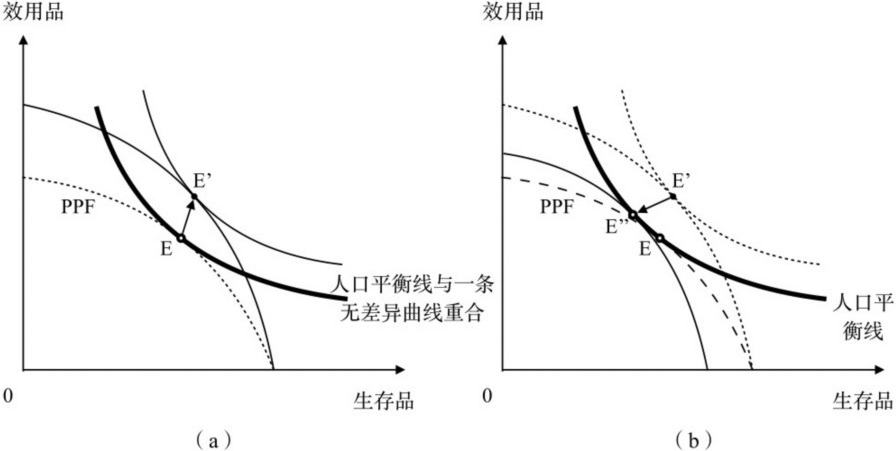 效用品
PPF
E’
E
人口平衡线与一条
无差异曲线重合
0
生存品
（a）
效用品
PPF
E’
E’’
E
人口平
衡线
0
生存品
（b）